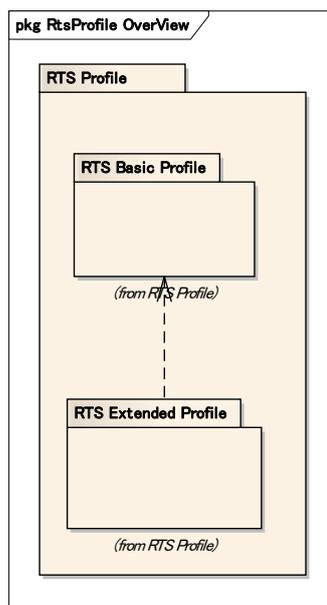 pkg RtsProfile OverView
RTS Profile
RTS Basic Profile
(from RTS Profile)
RTS Extended Profile
(from RTS Profile)